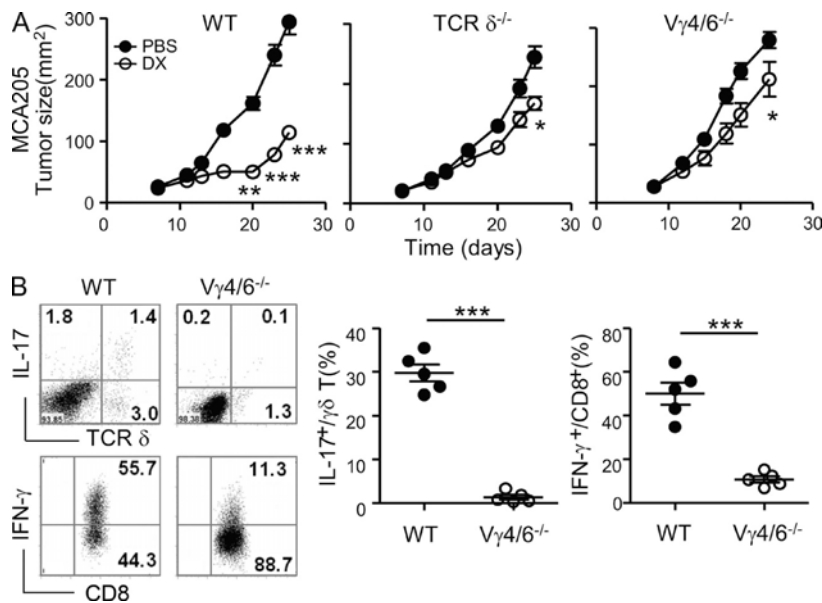 A
WT
TCR δ-/-
Vγ4/6-/-
PBS
DX
MCA205
Tumor size(mm2)
300
200
100
0
***
***
**
*
*
0 10 20 30
0 10 20 30
0 10 20 30
Time (days)
B
WT
Vγ4/6-/-
IL-17
1.8 1.4
93.85 3.0
0.2 0.1
98.38 1.3
TCR δ
IFN-γ
55.7
44.3
11.3
88.7
CD8
***
IL-17+/γδ T(%)
40
30
20
10
0
WT Vγ4/6-/-
***
IFN-γ+/CD8+(%)
80
60
40
20
0
WT Vγ4/6-/-